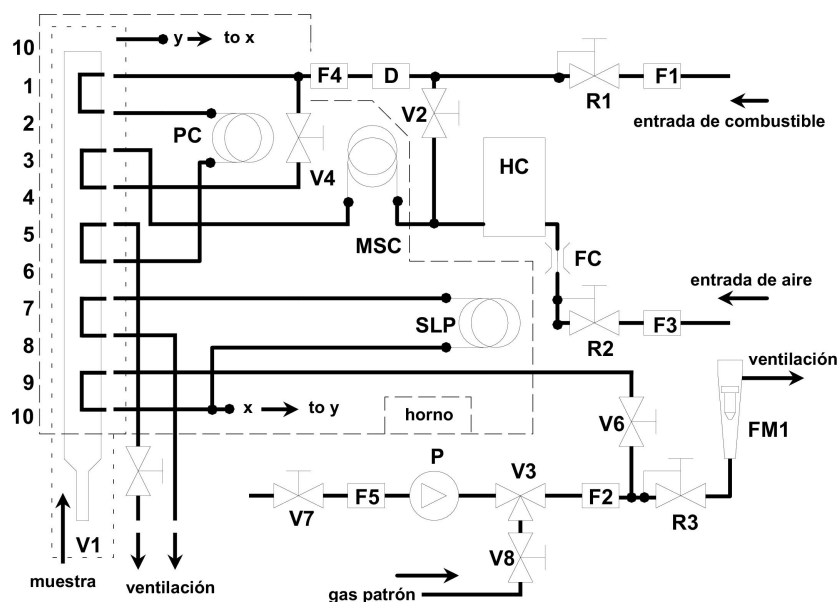 10
y
to x
F4
D
F1
R1
entrada de combustible
1
2
PC
V2
HC
3
V4
4
MSC
5
FC
6
entrada de aire
7
SLP
F3
R2
8
ventilación
9
x
to y
horno
V6
FM1
10
P
V3
F5
F2
V7
R3
V1
V8
muestra
ventilación
gas patrón